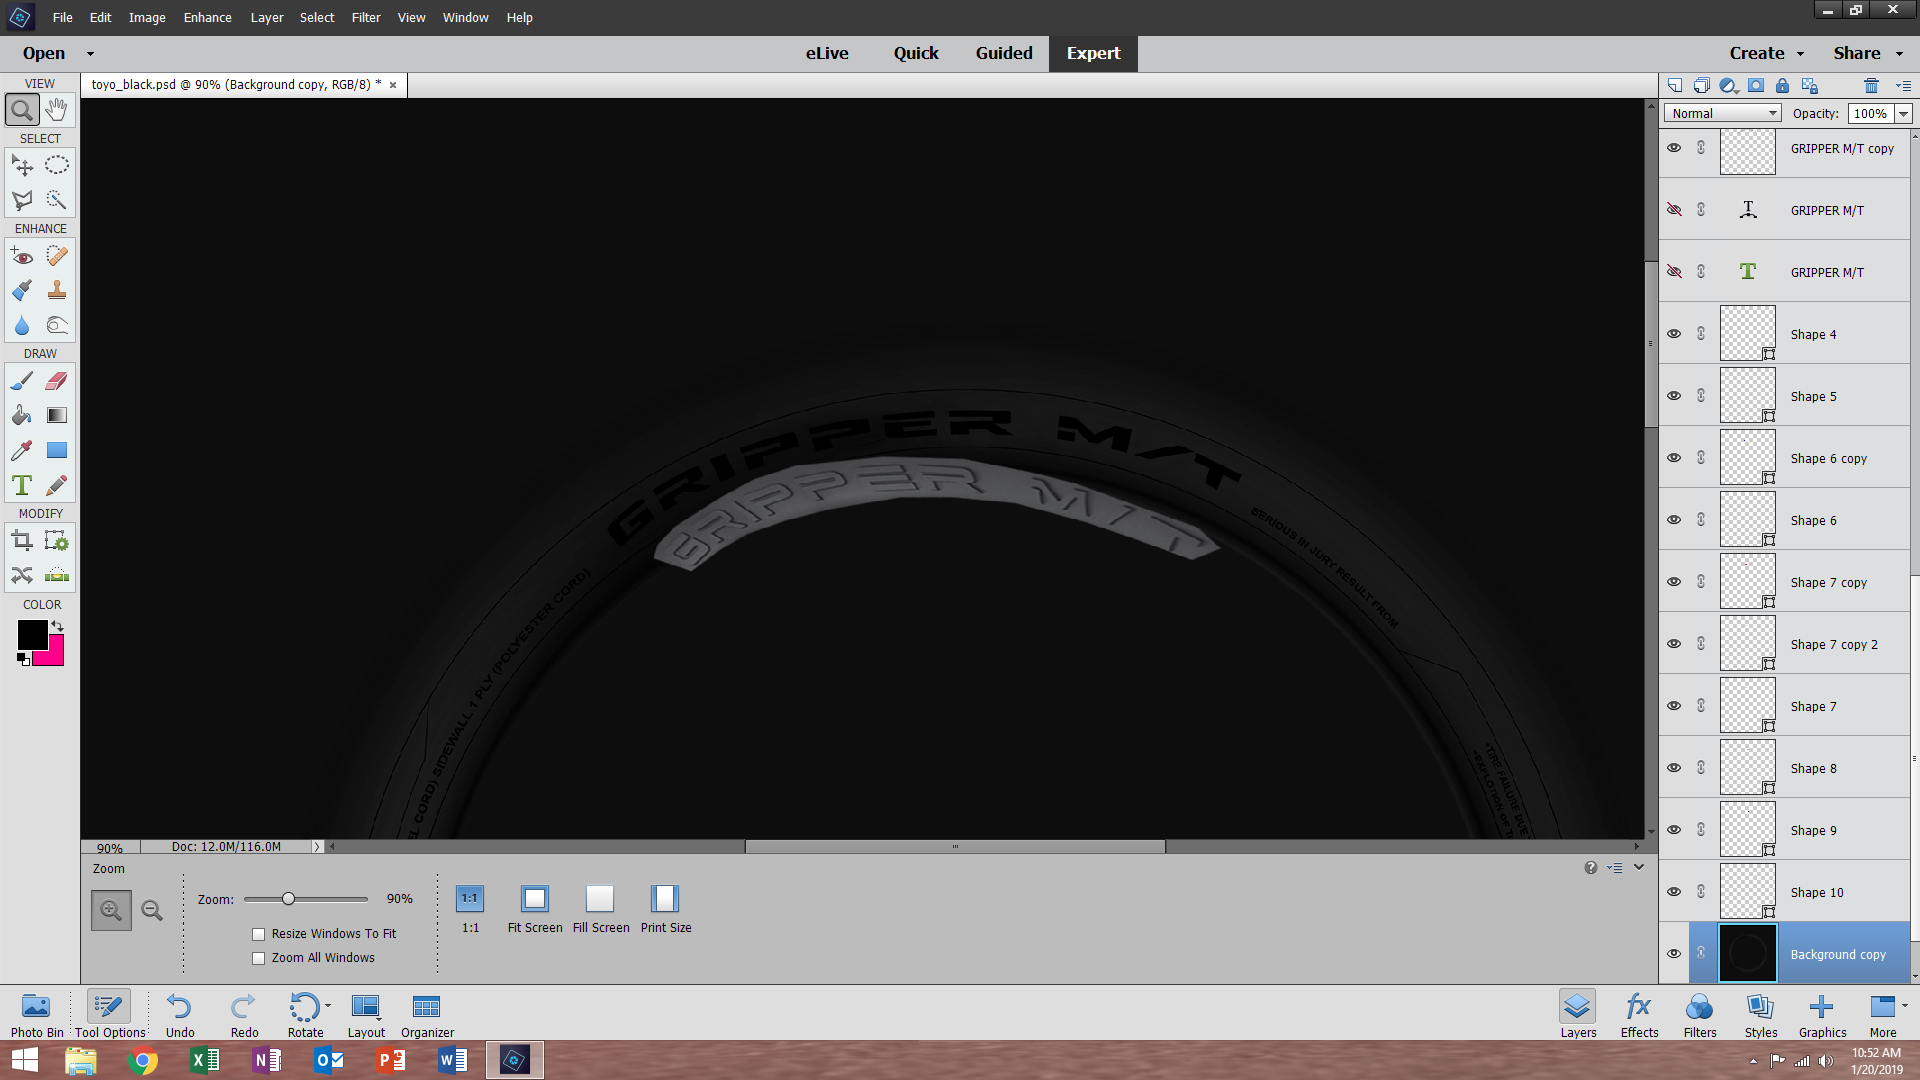 File Edit Image Enhance Layer Select Filter View Window Help
Open eLive Quick Guided Expert Create Share
VIEW
toyo_black.psd @ 90% (Background copy, RGB/8) * ×
Normal Opacity: 100%
SELECT
ENHANCE
DRAW
MODIFY
COLOR
GRIPPER M/T
GRIPPER M/T
SERIOUS IN JURY RESULT FROM
EL CORD) SIDEWALL 1 PLY (POLYESTER CORD)
*TIRE FAILURE DUE
*EXPLOTION OF T
GRIPPER M/T copy
GRIPPER M/T
GRIPPER M/T
Shape 4
Shape 5
Shape 6 copy
Shape 6
Shape 7 copy
Shape 7 copy 2
Shape 7
Shape 8
Shape 9
Shape 10
Background copy
90% Doc: 12.0M/116.0M
Zoom
Zoom: 90%
Resize Windows To Fit
Zoom All Windows
1:1
1:1 Fit Screen Fill Screen Print Size
Photo Bin Tool Options Undo Redo Rotate Layout Organizer
Layers Effects Filters Styles Graphics More
10:52 AM
1/20/2019